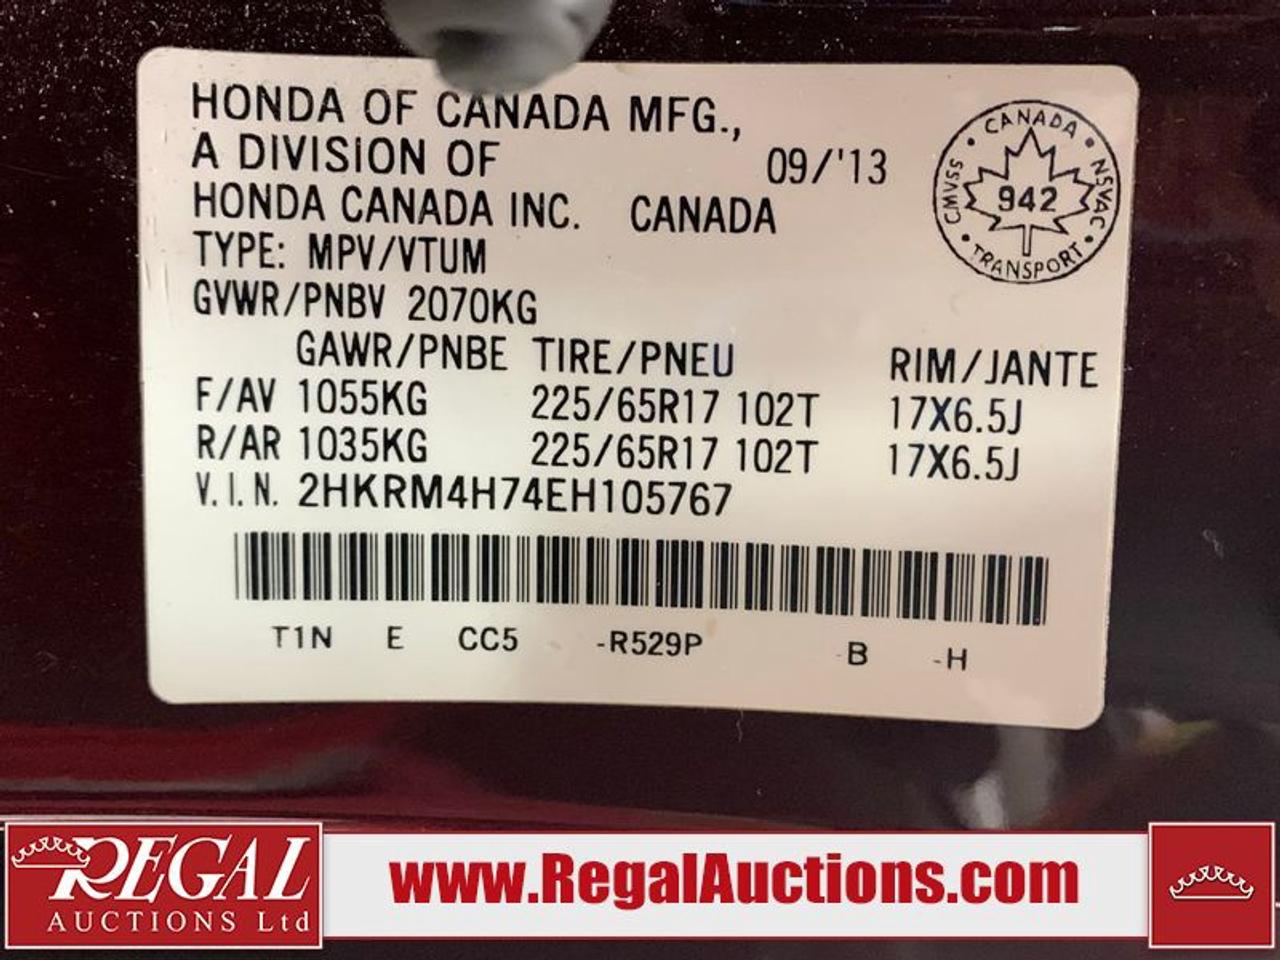 HONDA OF CANADA MFG.,
A DIVISION OF
09/'13
HONDA CANADA INC. CANADA
TYPE: MPV/VTUM
GVWR/PNBV 2070KG
GAWR/PNBE TIRE/PNEU RIM/JANTE
F/AV 1055KG 225/65R17 102T 17X6.5J
R/AR 1035KG 225/65R17 102T 17X6.5J
V.I.N. 2HKRM4H74EH105767
T1N E CC5 -R529P -B -H
CANADA
CMVSS 942 NSVAC
TRANSPORT
REGAL
AUCTIONS Ltd
www.RegalAuctions.com